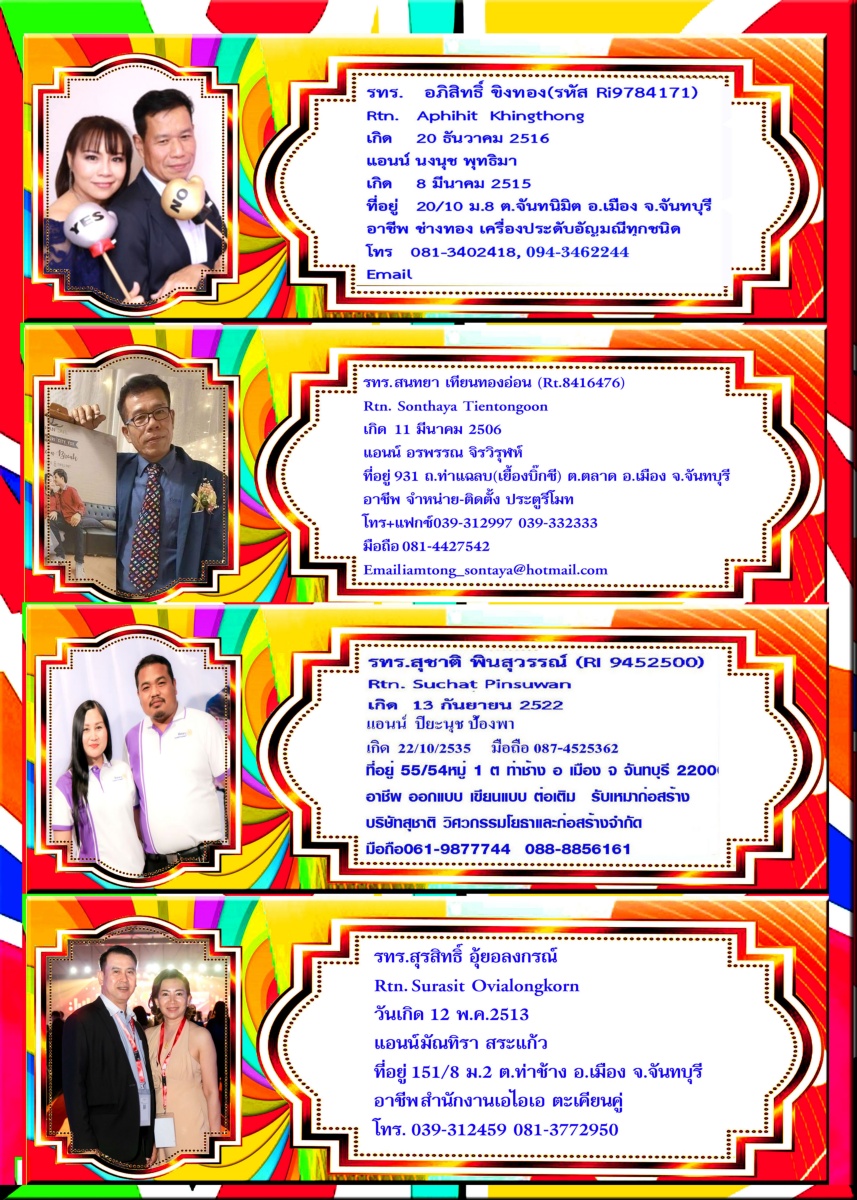 YES
NO
รทร. อภิสิทธิ์ ขิงทอง(รหัส Ri9784171)
Rtn. Aphihit Khingthong
เกิด 20 ธันวาคม 2516
แอนน์ นงนุช พุทธิมา
เกิด 8 มีนาคม 2515
ที่อยู่ 20/10 ม.8 ต.จันทนิมิต อ.เมือง จ.จันทบุรี
อาชีพ ช่างทอง เครื่องประดับอัญมณีทุกชนิด
โทร 081-3402418, 094-3462244
Email
รทร.สนทยา เทียนทองอ่อน (Rt.8416476)
Rtn. Sonthaya Tientongoon
เกิด 11 มีนาคม 2506
แอนน์ อรพรรณ จิรวิรุฬห์
ที่อยู่ 931 ถ.ท่าแฉลบ(เยื้องบิ๊กซี) ต.ตลาด อ.เมือง จ.จันทบุรี
อาชีพ จำหน่าย-ติดตั้ง ประตูรีโมท
โทร+แฟกซ์039-312997 039-332333
มือถือ 081-4427542
Emailiamtong_sontaya@hotmail.com
รทร.สุชาติ พินสุวรรณ์ (RI 9452500)
Rtn. Suchat Pinsuwan
เกิด 13 กันยายน 2522
แอนน์ ปิยะนุช ป้องพา
เกิด 22/10/2535 มือถือ 087-4525362
ที่อยู่ 55/54หมู่ 1 ต ท่าช้าง อ เมือง จ จันทบุรี 22000
อาชีพ ออกแบบ เขียนแบบ ต่อเติม รับเหมาก่อสร้าง
บริษัทสุชาติ วิศวกรรมโยธาและก่อสร้างจำกัด
มือถือ061-9877744 088-8856161
รทร.สุรสิทธิ์ อุ้ยอลงกรณ์
Rtn. Surasit Ovialongkorn
วันเกิด 12 พ.ค.2513
แอนน์มัณทิรา สระแก้ว
ที่อยู่ 151/8 ม.2 ต.ท่าช้าง อ.เมือง จ.จันทบุรี
อาชีพสำนักงานเอไอเอ ตะเคียนคู่
โทร. 039-312459 081-3772950